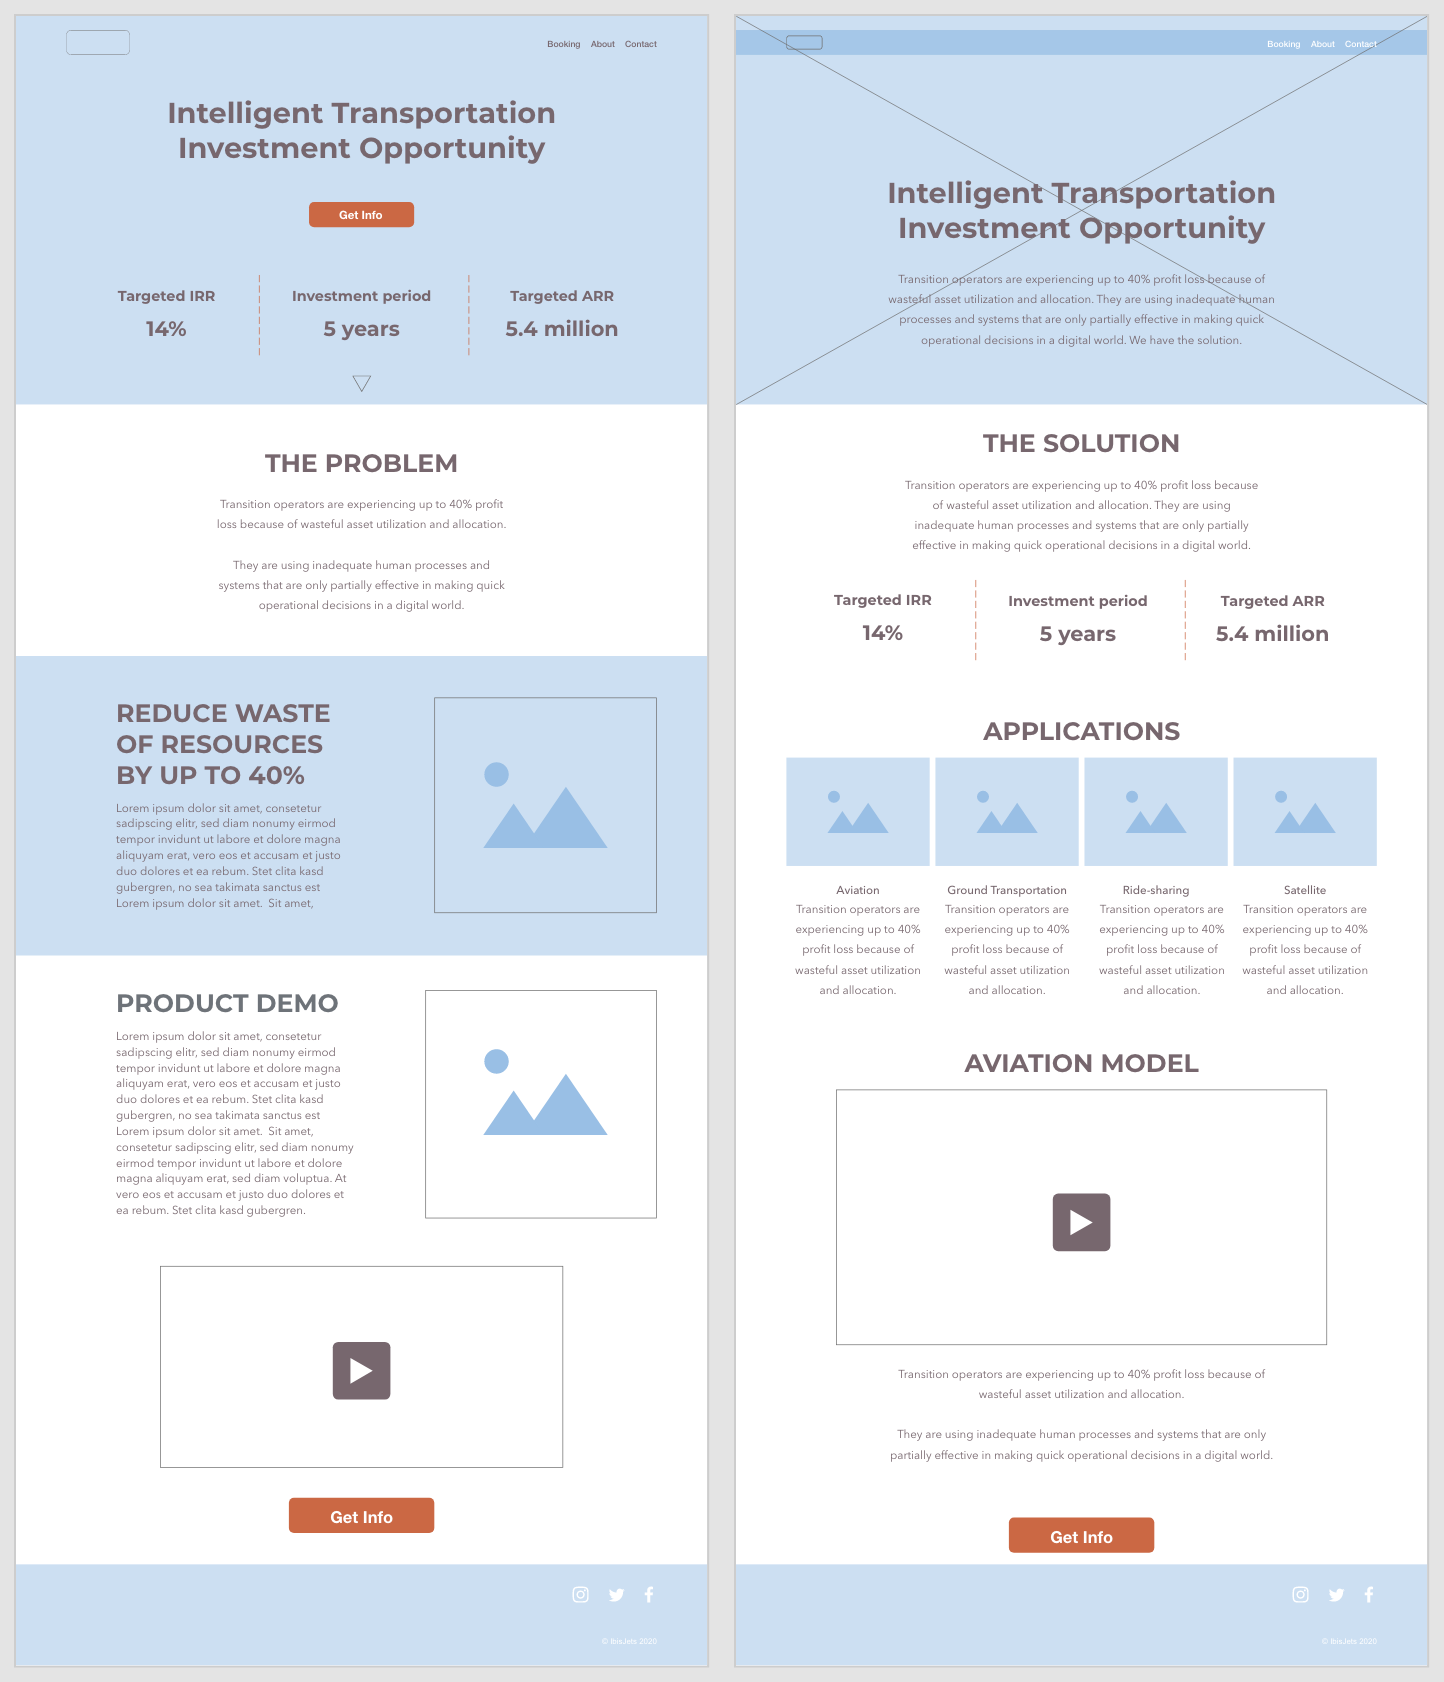 Booking About Contact
Intelligent Transportation
Investment Opportunity
Get Info
Targeted IRR
14%
Investment period
5 years
Targeted ARR
5.4 million
THE PROBLEM
Transition operators are experiencing up to 40% profit
loss because of wasteful asset utilization and allocation.
They are using inadequate human processes and
systems that are only partially effective in making quick
operational decisions in a digital world.
REDUCE WASTE
OF RESOURCES
BY UP TO 40%
Lorem ipsum dolor sit amet, consetetur
sadipscing elitr, sed diam nonumy eirmod
tempor invidunt ut labore et dolore magna
aliquyam erat, vero eos et accusam et justo
duo dolores et ea rebum. Stet clita kasd
gubergren, no sea takimata sanctus est
Lorem ipsum dolor sit amet.  Sit amet,
PRODUCT DEMO
Lorem ipsum dolor sit amet, consetetur
sadipscing elitr, sed diam nonumy eirmod
tempor invidunt ut labore et dolore magna
aliquyam erat, vero eos et accusam et justo
duo dolores et ea rebum. Stet clita kasd
gubergren, no sea takimata sanctus est
Lorem ipsum dolor sit amet.  Sit amet,
consetetur sadipscing elitr, sed diam nonumy
eirmod tempor invidunt ut labore et dolore
magna aliquyam erat, sed diam voluptua. At
vero eos et accusam et justo duo dolores et
ea rebum. Stet clita kasd gubergren.
Get Info
© IbisJets 2020
Booking About Contact
Intelligent Transportation
Investment Opportunity
Transition operators are experiencing up to 40% profit loss because of
wasteful asset utilization and allocation. They are using inadequate human
processes and systems that are only partially effective in making quick
operational decisions in a digital world. We have the solution.
THE SOLUTION
Transition operators are experiencing up to 40% profit loss because
of wasteful asset utilization and allocation. They are using
inadequate human processes and systems that are only partially
effective in making quick operational decisions in a digital world.
Targeted IRR
14%
Investment period
5 years
Targeted ARR
5.4 million
APPLICATIONS
Aviation
Transition operators are
experiencing up to 40%
profit loss because of
wasteful asset utilization
and allocation.
Ground Transportation
Transition operators are
experiencing up to 40%
profit loss because of
wasteful asset utilization
and allocation.
Ride-sharing
Transition operators are
experiencing up to 40%
profit loss because of
wasteful asset utilization
and allocation.
Satellite
Transition operators are
experiencing up to 40%
profit loss because of
wasteful asset utilization
and allocation.
AVIATION MODEL
Transition operators are experiencing up to 40% profit loss because of
wasteful asset utilization and allocation.
They are using inadequate human processes and systems that are only
partially effective in making quick operational decisions in a digital world.
Get Info
© IbisJets 2020